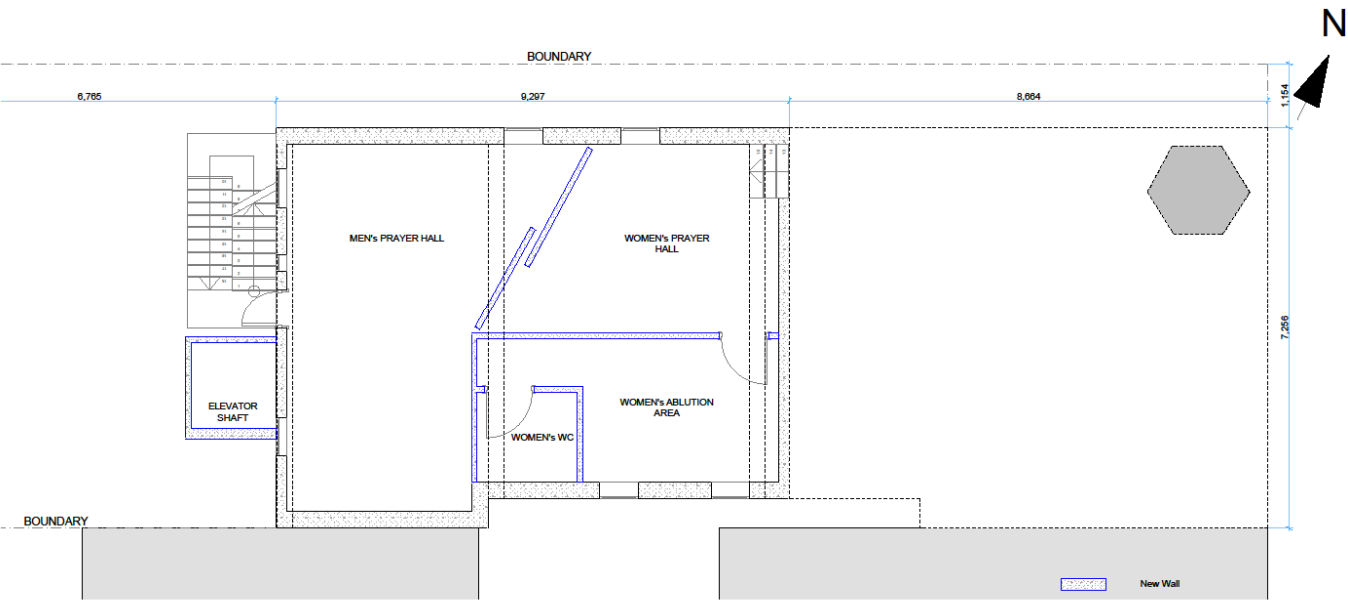 N
BOUNDARY
6,765
9,297
8,664
1,154
MEN's PRAYER HALL
WOMEN's PRAYER
HALL
7,256
ELEVATOR
SHAFT
WOMEN's ABLUTION
AREA
WOMEN's WC
BOUNDARY
New Wall